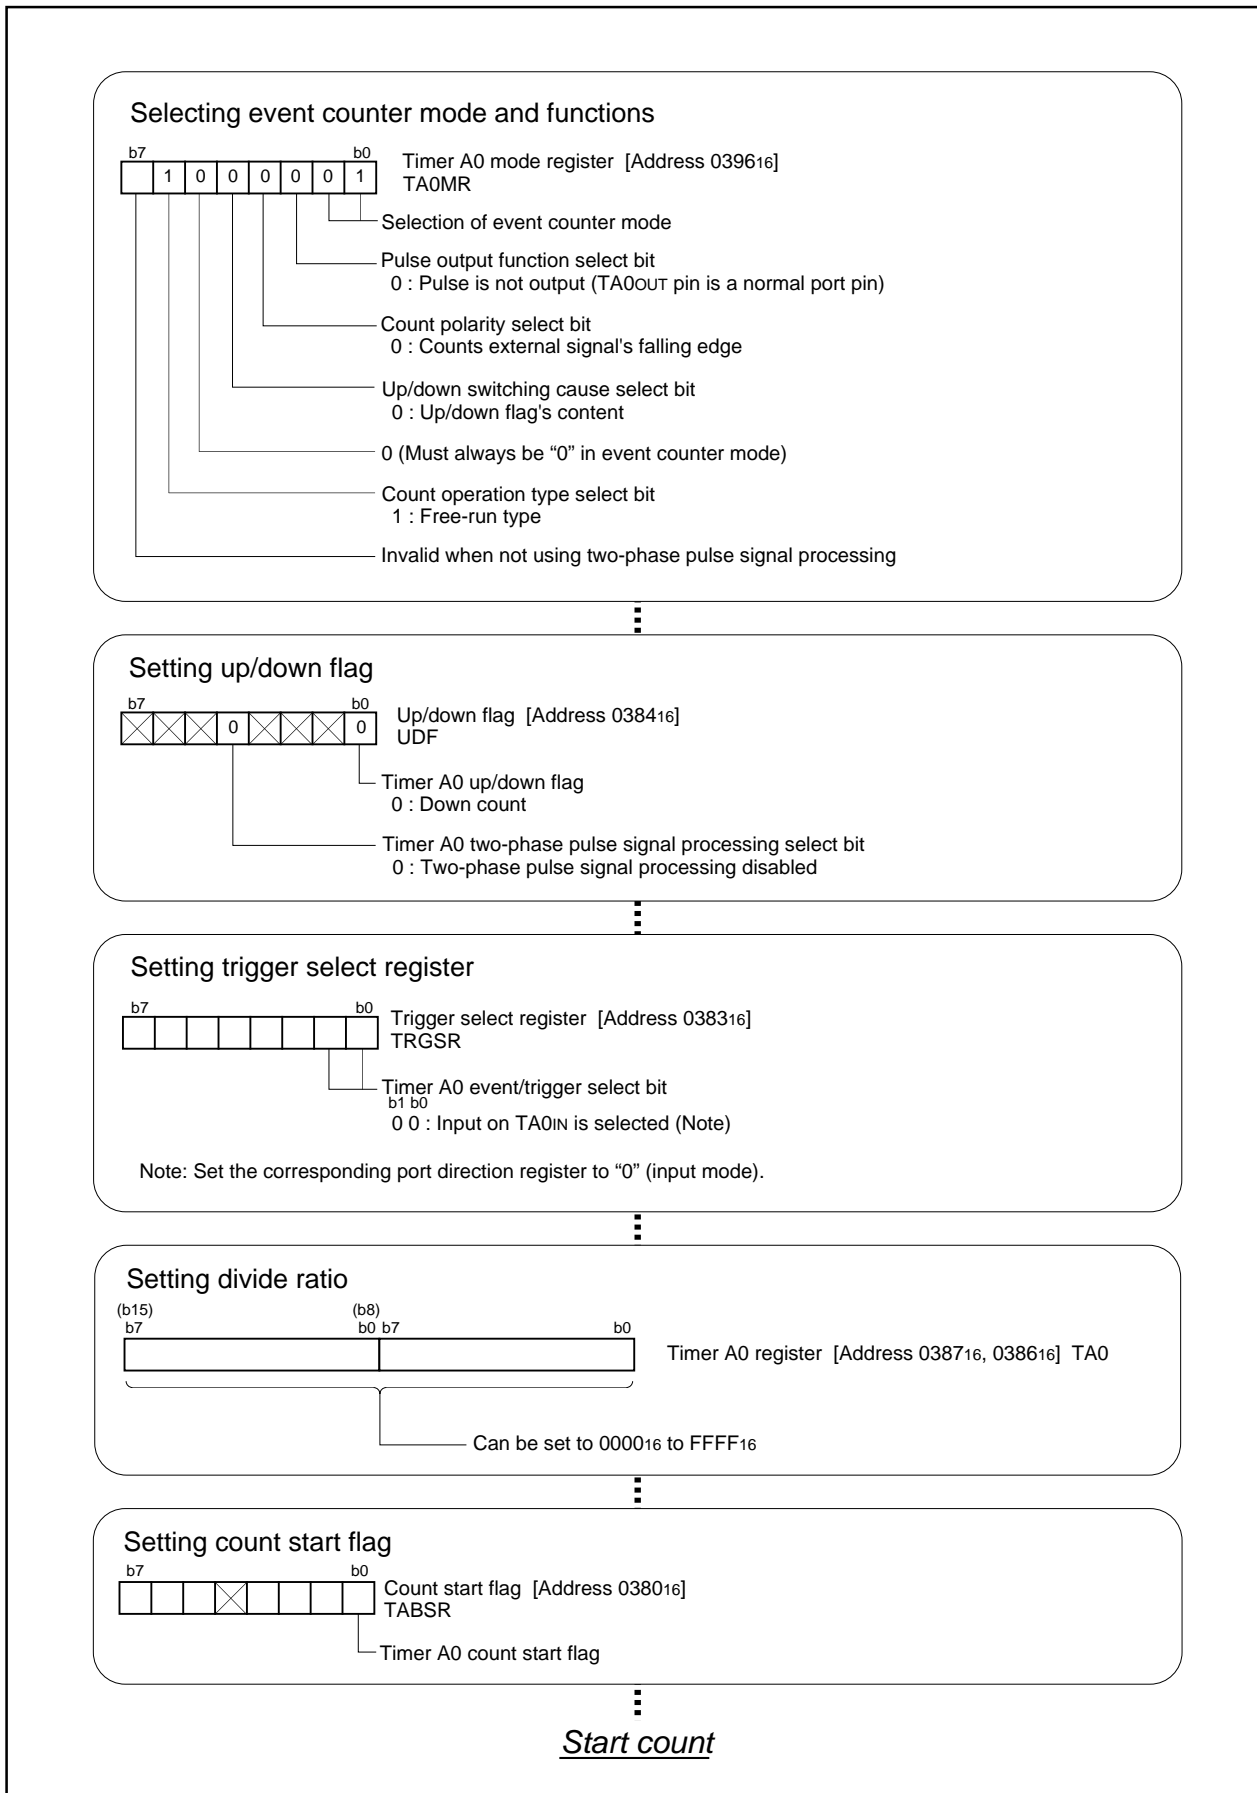 Selecting event counter mode and functions
b7 b0
1 0 0 0 0 0 1
Timer A0 mode register [Address 039616]
TA0MR
Selection of event counter mode
Pulse output function select bit
0 : Pulse is not output (TA0OUT pin is a normal port pin)
Count polarity select bit
0 : Counts external signal's falling edge
Up/down switching cause select bit
0 : Up/down flag's content
0 (Must always be “0” in event counter mode)
Count operation type select bit
1 : Free-run type
Invalid when not using two-phase pulse signal processing
Setting up/down flag
b7 b0
0 0
Up/down flag [Address 038416]
UDF
Timer A0 up/down flag
0 : Down count
Timer A0 two-phase pulse signal processing select bit
0 : Two-phase pulse signal processing disabled
Setting trigger select register
b7 b0
Trigger select register [Address 038316]
TRGSR
Timer A0 event/trigger select bit
b1 b0
0 0 : Input on TA0IN is selected (Note)
Note: Set the corresponding port direction register to “0” (input mode).
Setting divide ratio
(b15) (b8)
b7 b0 b7 b0
Timer A0 register [Address 038716, 038616] TA0
Can be set to 000016 to FFFF16
Setting count start flag
b7 b0
Count start flag [Address 038016]
TABSR
Timer A0 count start flag
Start count